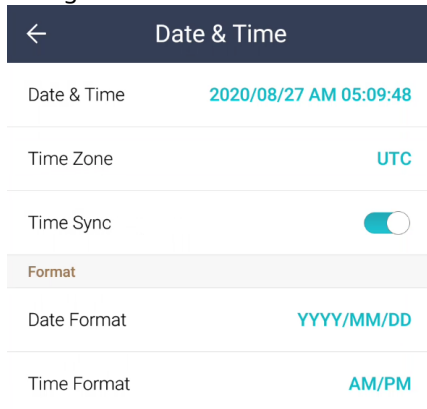 Date & Time
Date & Time 2020/08/27 AM 05:09:48
Time Zone UTC
Time Sync
Format
Date Format YYYY/MM/DD
Time Format AM/PM